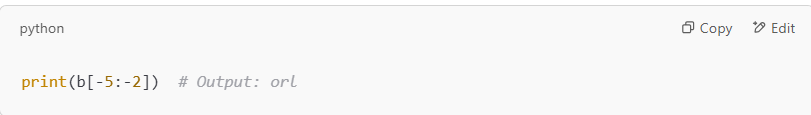 python Copy Edit
print(b[-5:-2])  # Output: orl